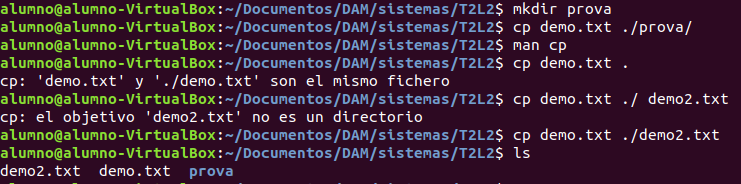 alumno@alumno-VirtualBox:~/Documentos/DAM/sistemas/T2L2$ mkdir prova
alumno@alumno-VirtualBox:~/Documentos/DAM/sistemas/T2L2$ cp demo.txt ./prova/
alumno@alumno-VirtualBox:~/Documentos/DAM/sistemas/T2L2$ man cp
alumno@alumno-VirtualBox:~/Documentos/DAM/sistemas/T2L2$ cp demo.txt .
cp: 'demo.txt' y './demo.txt' son el mismo fichero
alumno@alumno-VirtualBox:~/Documentos/DAM/sistemas/T2L2$ cp demo.txt ./ demo2.txt
cp: el objetivo 'demo2.txt' no es un directorio
alumno@alumno-VirtualBox:~/Documentos/DAM/sistemas/T2L2$ cp demo.txt ./demo2.txt
alumno@alumno-VirtualBox:~/Documentos/DAM/sistemas/T2L2$ ls
demo2.txt  demo.txt  prova